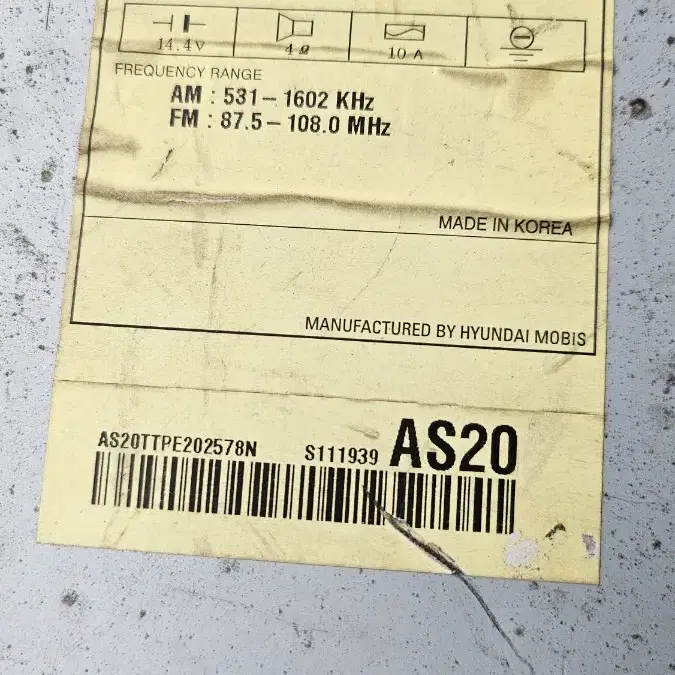 14.4V 4Ω 10 A
FREQUENCY RANGE
AM : 531 – 1602 KHz
FM : 87.5 – 108.0 MHz
MADE IN KOREA
MANUFACTURED BY HYUNDAI MOBIS
AS20TTPE202578N S111939 AS20